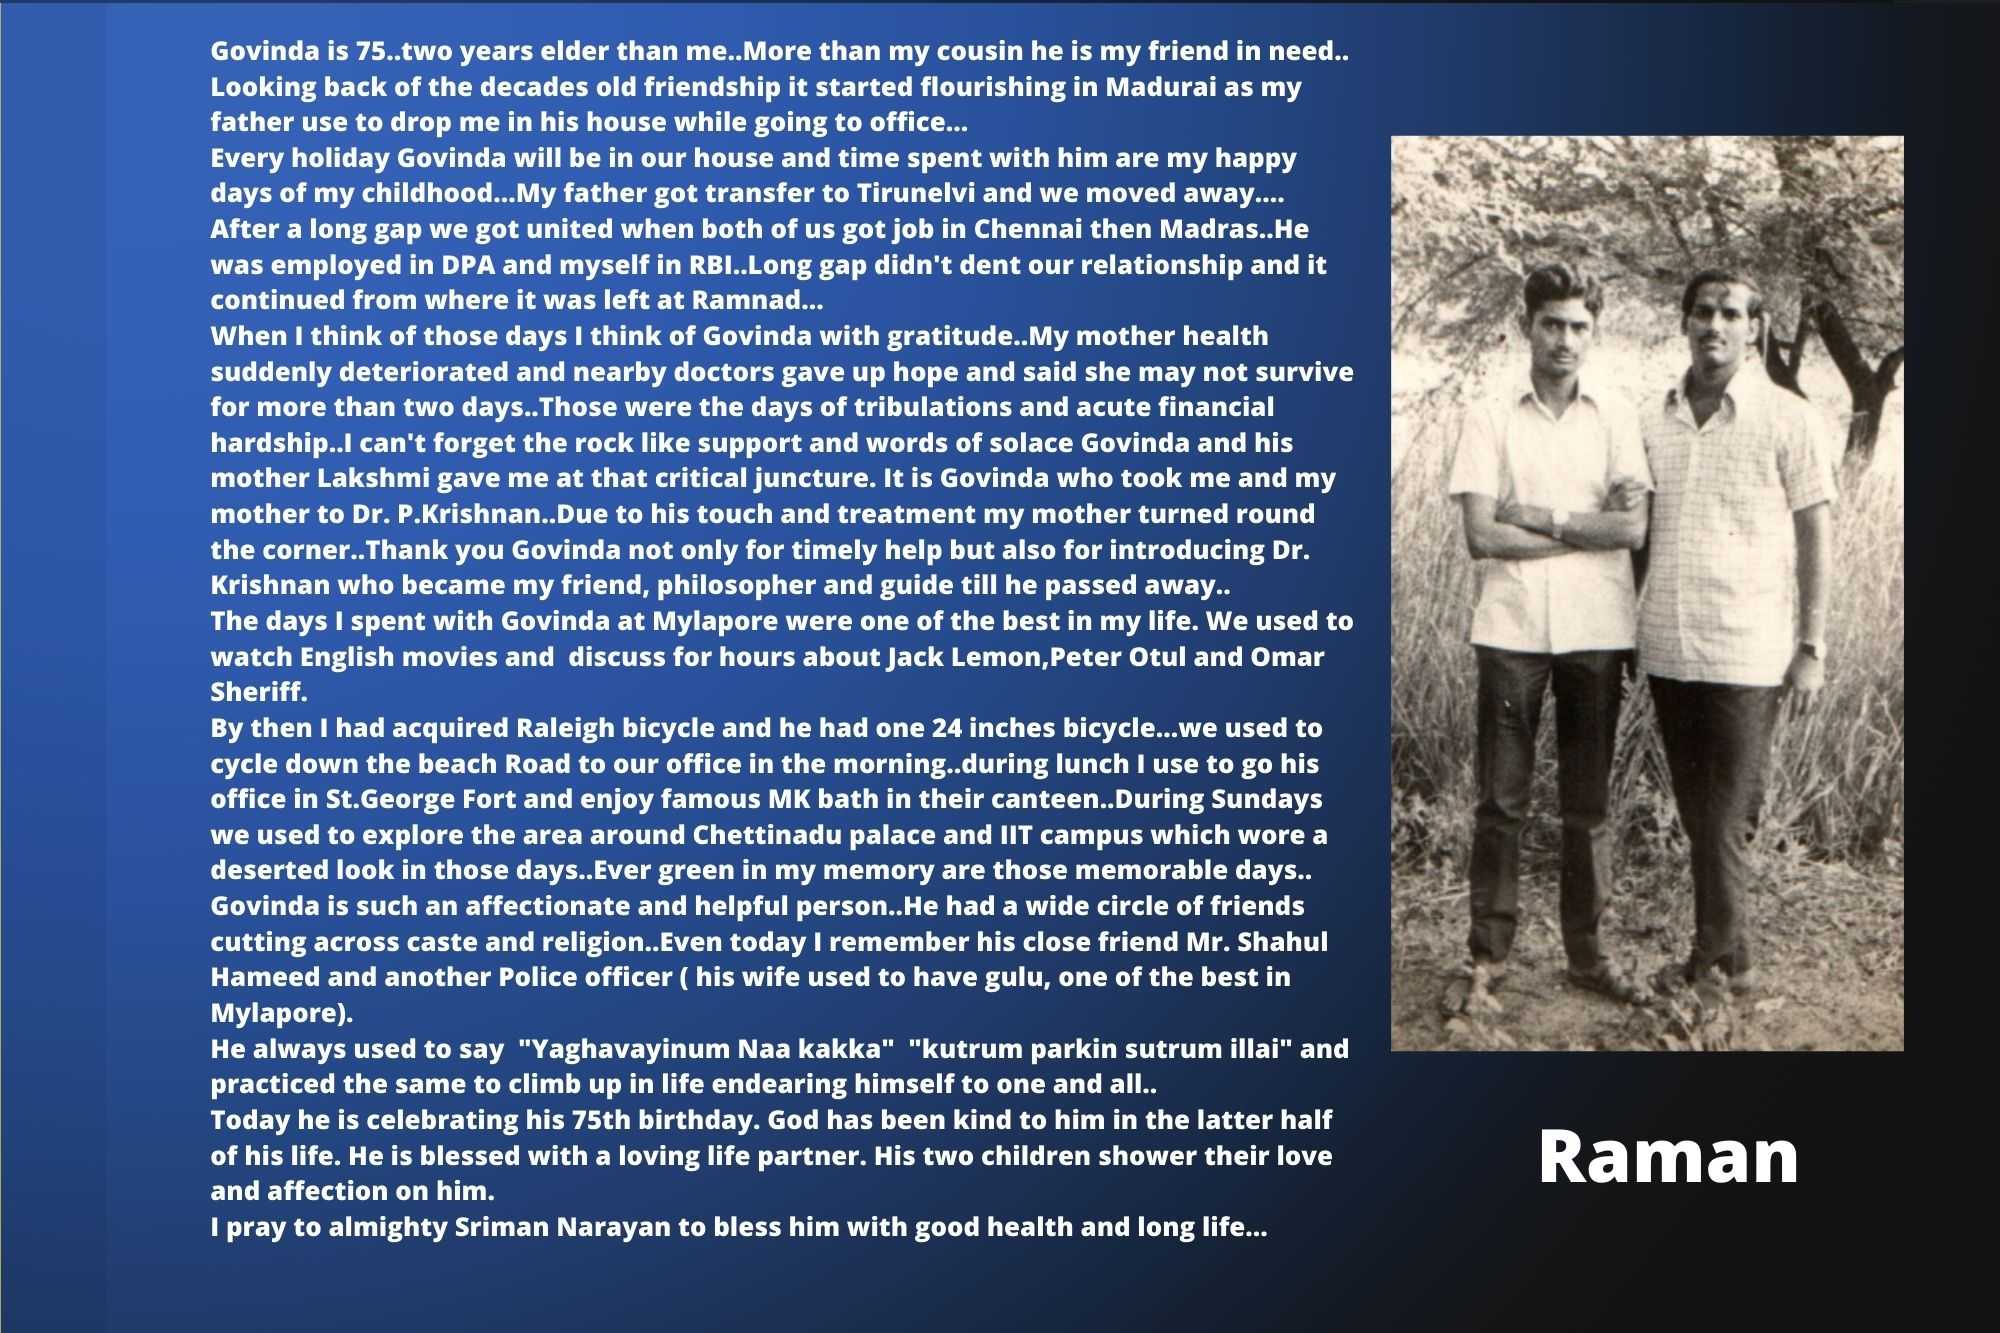 Govinda is 75..two years elder than me..More than my cousin he is my friend in need..
Looking back of the decades old friendship it started flourishing in Madurai as my
father use to drop me in his house while going to office...
Every holiday Govinda will be in our house and time spent with him are my happy
days of my childhood...My father got transfer to Tirunelvi and we moved away....
After a long gap we got united when both of us got job in Chennai then Madras..He
was employed in DPA and myself in RBI..Long gap didn't dent our relationship and it
continued from where it was left at Ramnad...
When I think of those days I think of Govinda with gratitude..My mother health
suddenly deteriorated and nearby doctors gave up hope and said she may not survive
for more than two days..Those were the days of tribulations and acute financial
hardship..I can't forget the rock like support and words of solace Govinda and his
mother Lakshmi gave me at that critical juncture. It is Govinda who took me and my
mother to Dr. P.Krishnan..Due to his touch and treatment my mother turned round
the corner..Thank you Govinda not only for timely help but also for introducing Dr.
Krishnan who became my friend, philosopher and guide till he passed away..
The days I spent with Govinda at Mylapore were one of the best in my life. We used to
watch English movies and  discuss for hours about Jack Lemon,Peter Otul and Omar
Sheriff.
By then I had acquired Raleigh bicycle and he had one 24 inches bicycle...we used to
cycle down the beach Road to our office in the morning..during lunch I use to go his
office in St.George Fort and enjoy famous MK bath in their canteen..During Sundays
we used to explore the area around Chettinadu palace and IIT campus which wore a
deserted look in those days..Ever green in my memory are those memorable days..
Govinda is such an affectionate and helpful person..He had a wide circle of friends
cutting across caste and religion..Even today I remember his close friend Mr. Shahul
Hameed and another Police officer ( his wife used to have gulu, one of the best in
Mylapore).
He always used to say  "Yaghavayinum Naa kakka"  "kutrum parkin sutrum illai" and
practiced the same to climb up in life endearing himself to one and all..
Today he is celebrating his 75th birthday. God has been kind to him in the latter half
of his life. He is blessed with a loving life partner. His two children shower their love
and affection on him.
I pray to almighty Sriman Narayan to bless him with good health and long life...
Raman